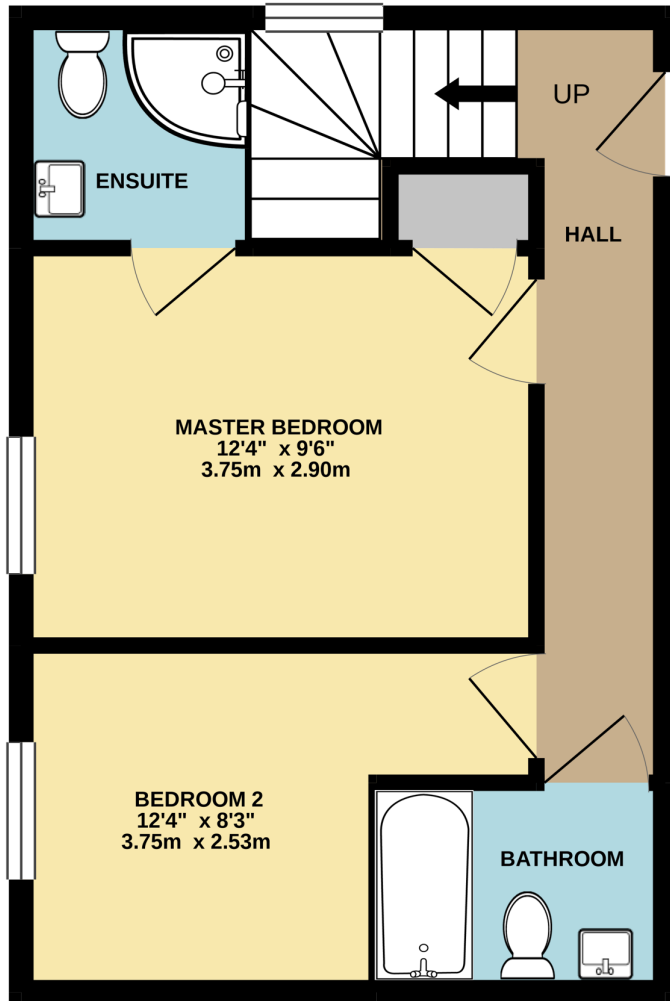 UP
ENSUITE
HALL
MASTER BEDROOM
12'4" x 9'6"
3.75m x 2.90m
BEDROOM 2
12'4" x 8'3"
3.75m x 2.53m
BATHROOM